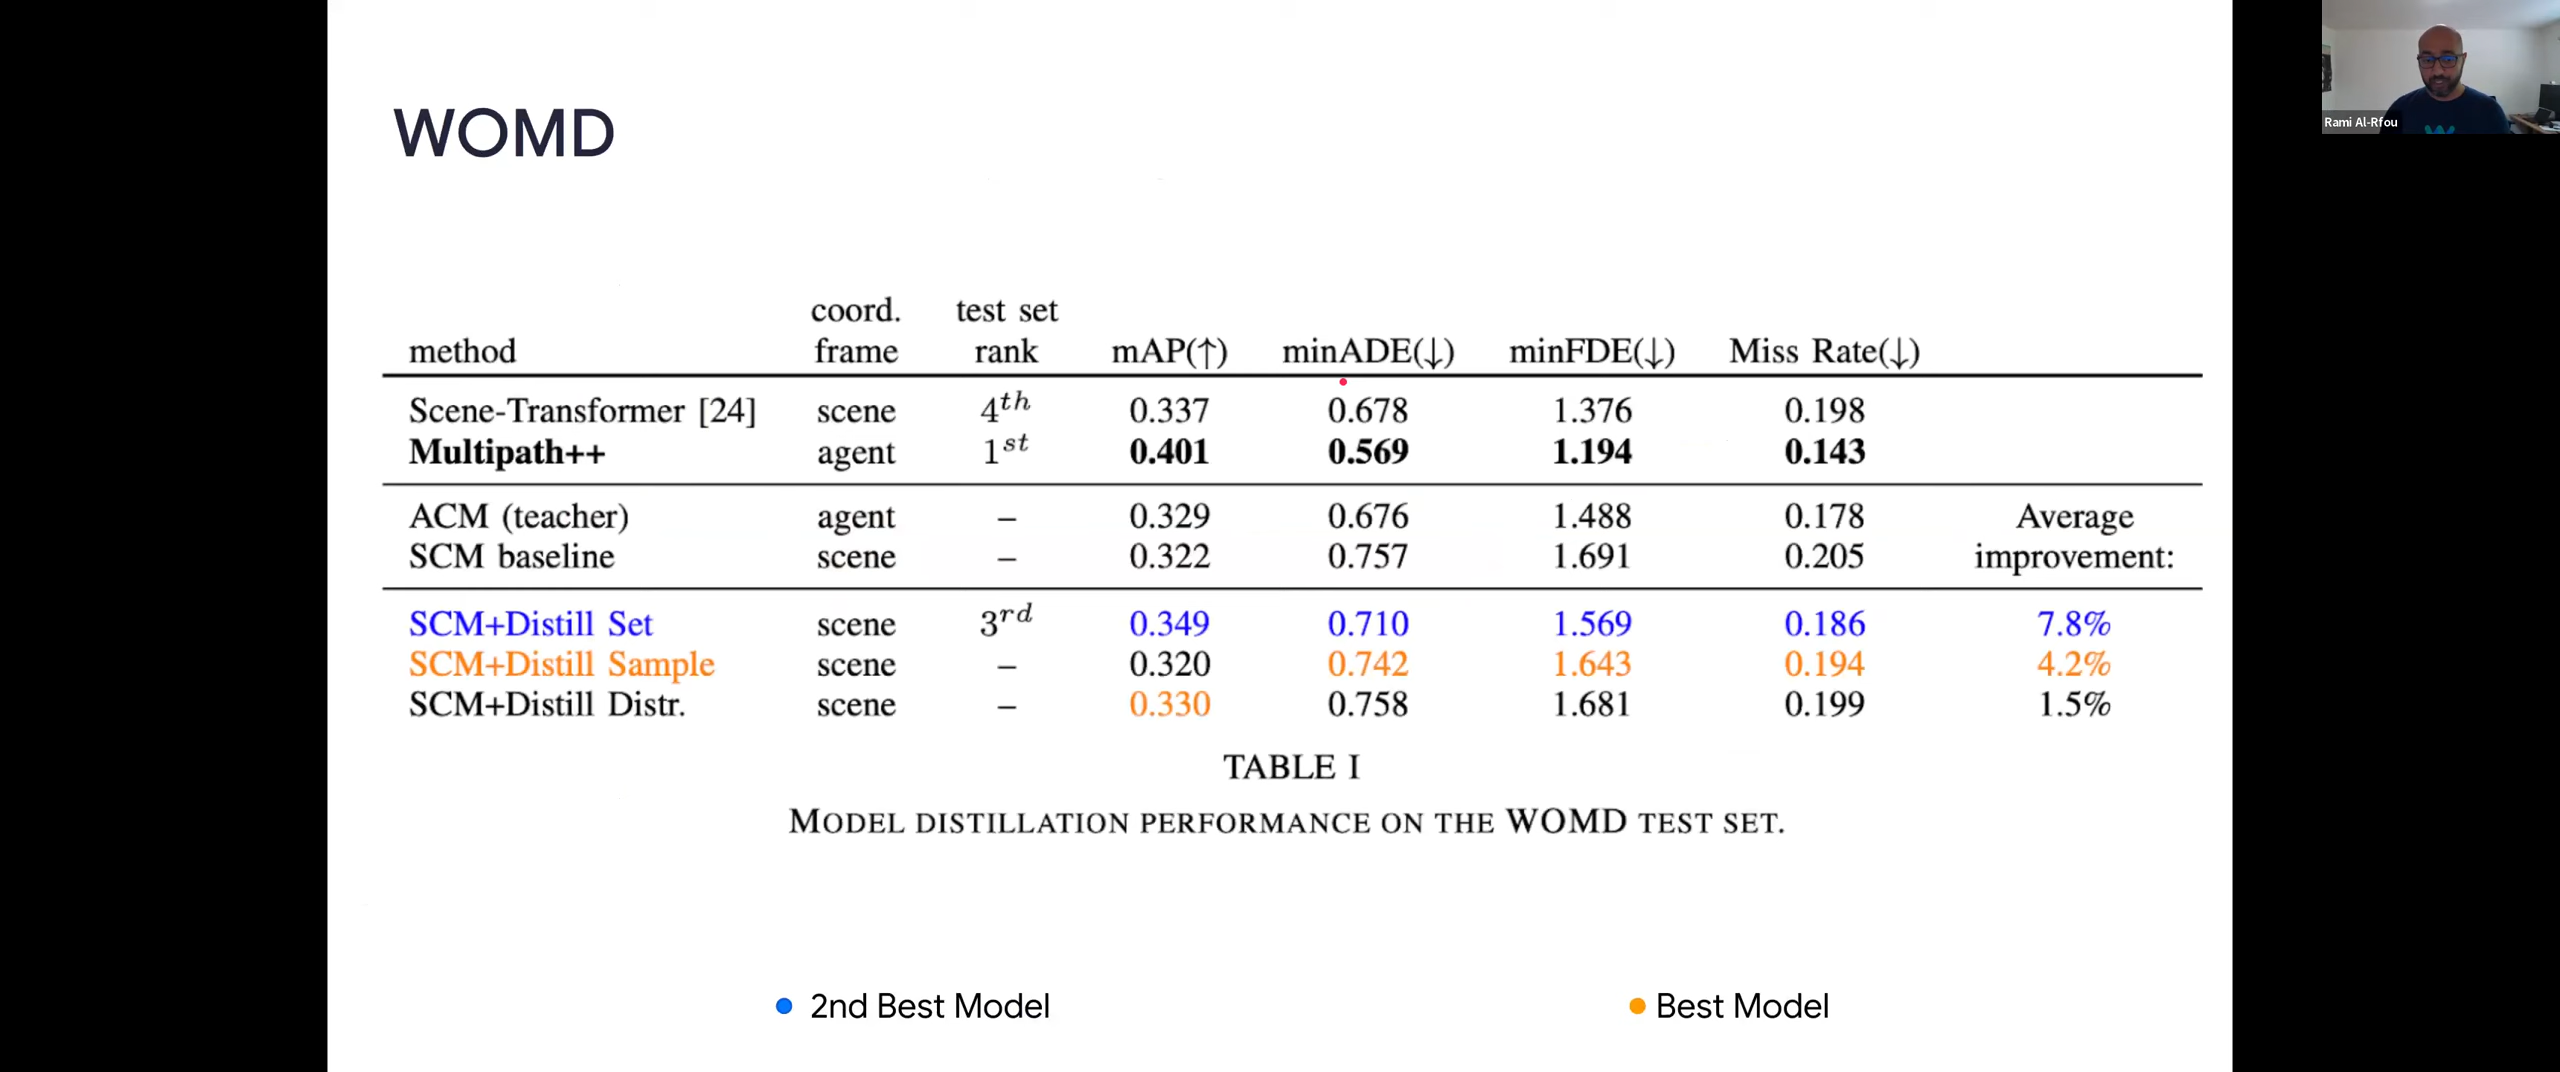 WOMD
Rami Al-Rfou
coord. test set
method frame rank mAP(↑) minADE(↓) minFDE(↓) Miss Rate(↓)
Scene-Transformer [24] scene 4th 0.337 0.678 1.376 0.198
Multipath++ agent 1st 0.401 0.569 1.194 0.143
ACM (teacher) agent – 0.329 0.676 1.488 0.178 Average
SCM baseline scene – 0.322 0.757 1.691 0.205 improvement:
SCM+Distill Set scene 3rd 0.349 0.710 1.569 0.186 7.8%
SCM+Distill Sample scene – 0.320 0.742 1.643 0.194 4.2%
SCM+Distill Distr. scene – 0.330 0.758 1.681 0.199 1.5%
TABLE I
MODEL DISTILLATION PERFORMANCE ON THE WOMD TEST SET.
2nd Best Model
Best Model